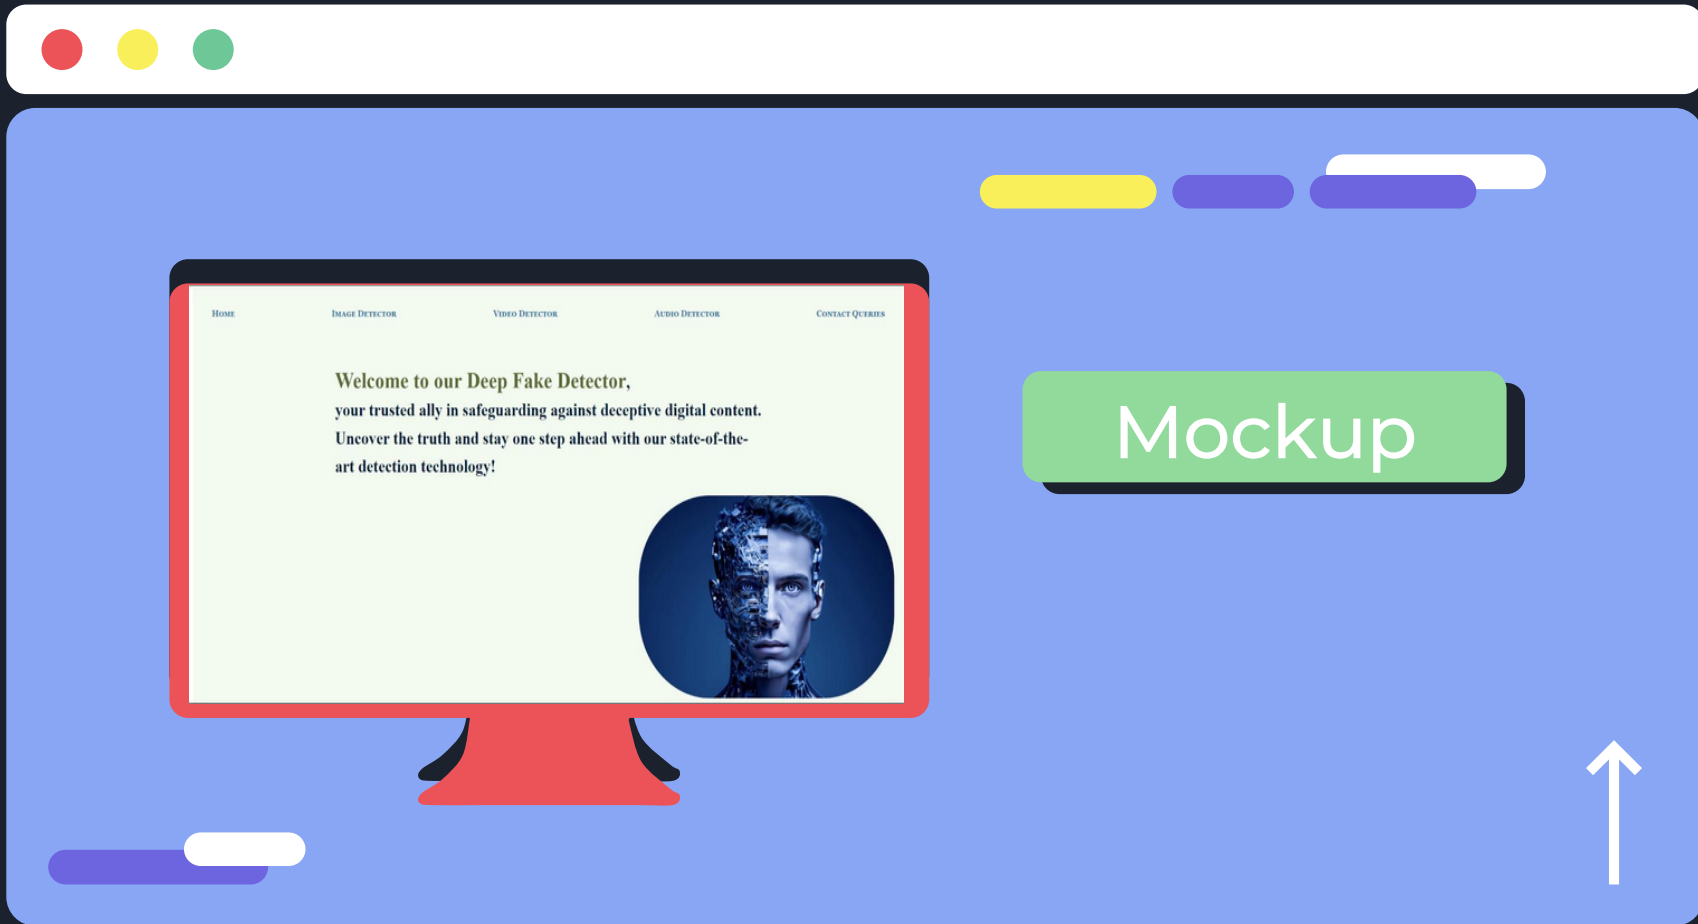 Home Image Detector Video Detector Audio Detector Contact Queries
Welcome to our Deep Fake Detector,
your trusted ally in safeguarding against deceptive digital content.
Uncover the truth and stay one step ahead with our state-of-the-
art detection technology!
Mockup